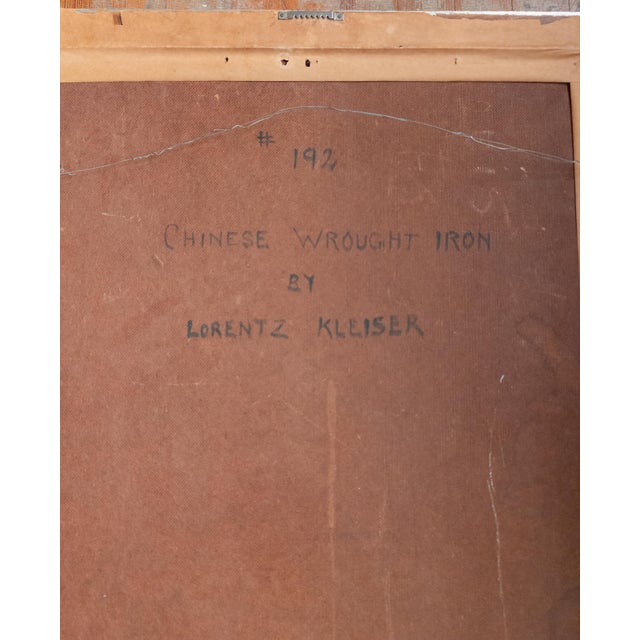 # 192
CHINESE WROUGHT IRON
BY
LORENTZ KLEISER